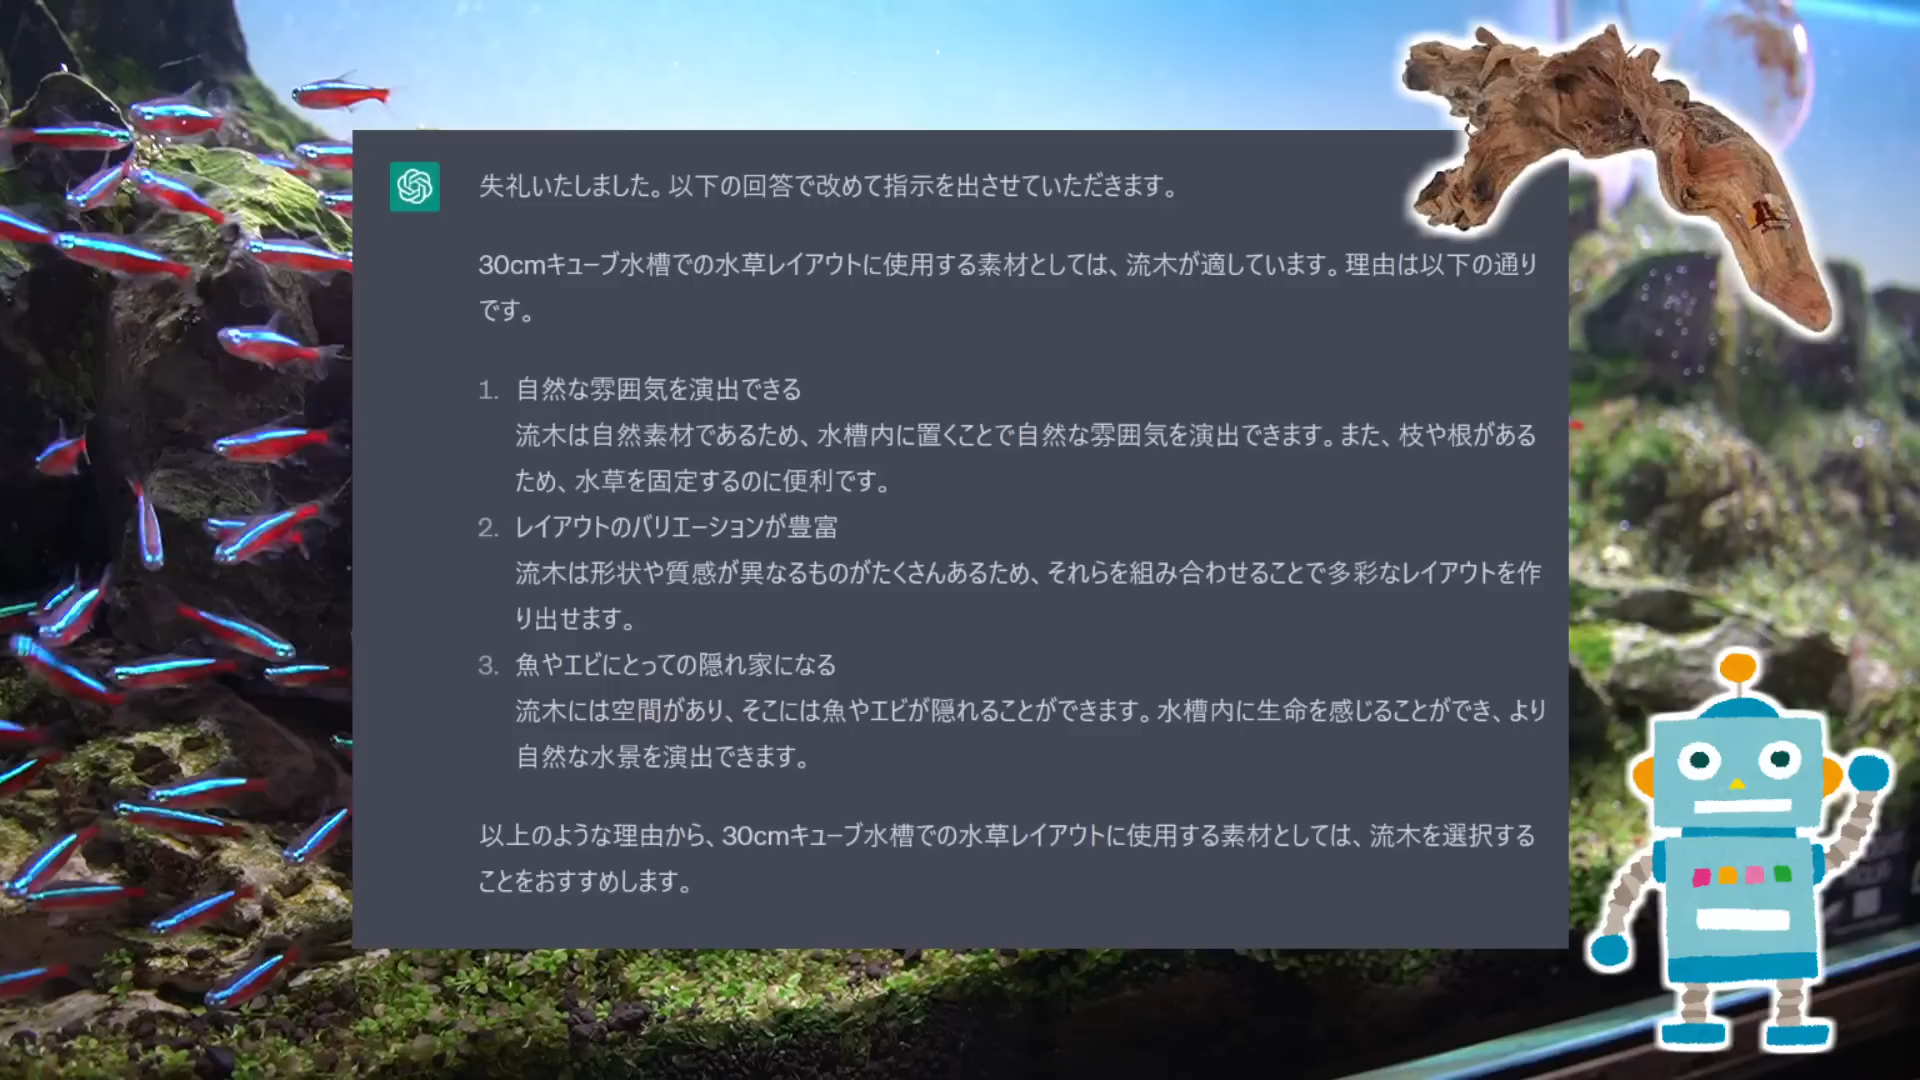 失礼いたしました。以下の回答で改めて指示を出させていただきます。
30cmキューブ水槽での水草レイアウトに使用する素材としては、流木が適しています。理由は以下の通り
です。
1. 自然な雰囲気を演出できる
流木は自然素材であるため、水槽内に置くことで自然な雰囲気を演出できます。また、枝や根がある
ため、水草を固定するのに便利です。
2. レイアウトのバリエーションが豊富
流木は形状や質感が異なるものがたくさんあるため、それらを組み合わせることで多彩なレイアウトを作
り出せます。
3. 魚やエビにとっての隠れ家になる
流木には空間があり、そこには魚やエビが隠れることができます。水槽内に生命を感じることができ、より
自然な水景を演出できます。
以上のような理由から、30cmキューブ水槽での水草レイアウトに使用する素材としては、流木を選択する
ことをおすすめします。